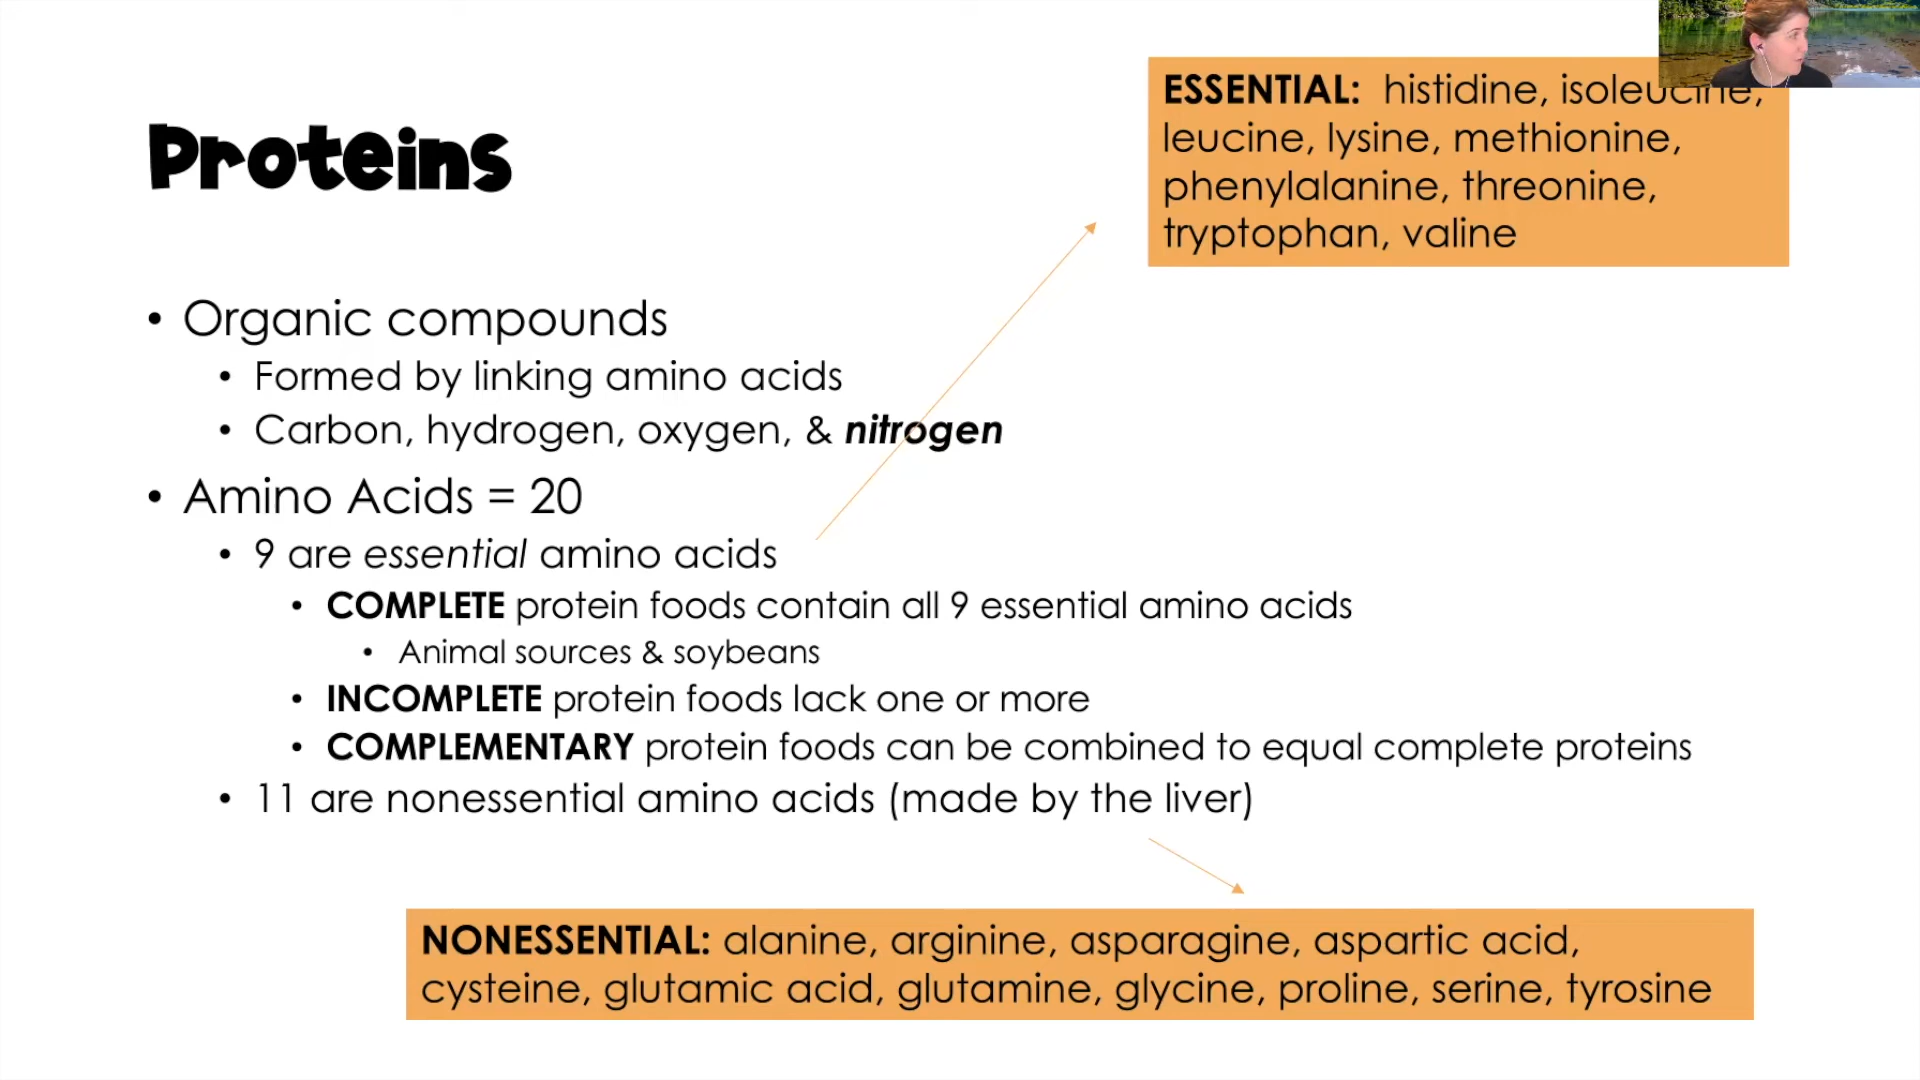 Proteins
ESSENTIAL: histidine, isoleucine,
leucine, lysine, methionine,
phenylalanine, threonine,
tryptophan, valine
• Organic compounds
• Formed by linking amino acids
• Carbon, hydrogen, oxygen, & nitrogen
• Amino Acids = 20
• 9 are essential amino acids
• COMPLETE protein foods contain all 9 essential amino acids
• Animal sources & soybeans
• INCOMPLETE protein foods lack one or more
• COMPLEMENTARY protein foods can be combined to equal complete proteins
• 11 are nonessential amino acids (made by the liver)
NONESSENTIAL: alanine, arginine, asparagine, aspartic acid,
cysteine, glutamic acid, glutamine, glycine, proline, serine, tyrosine